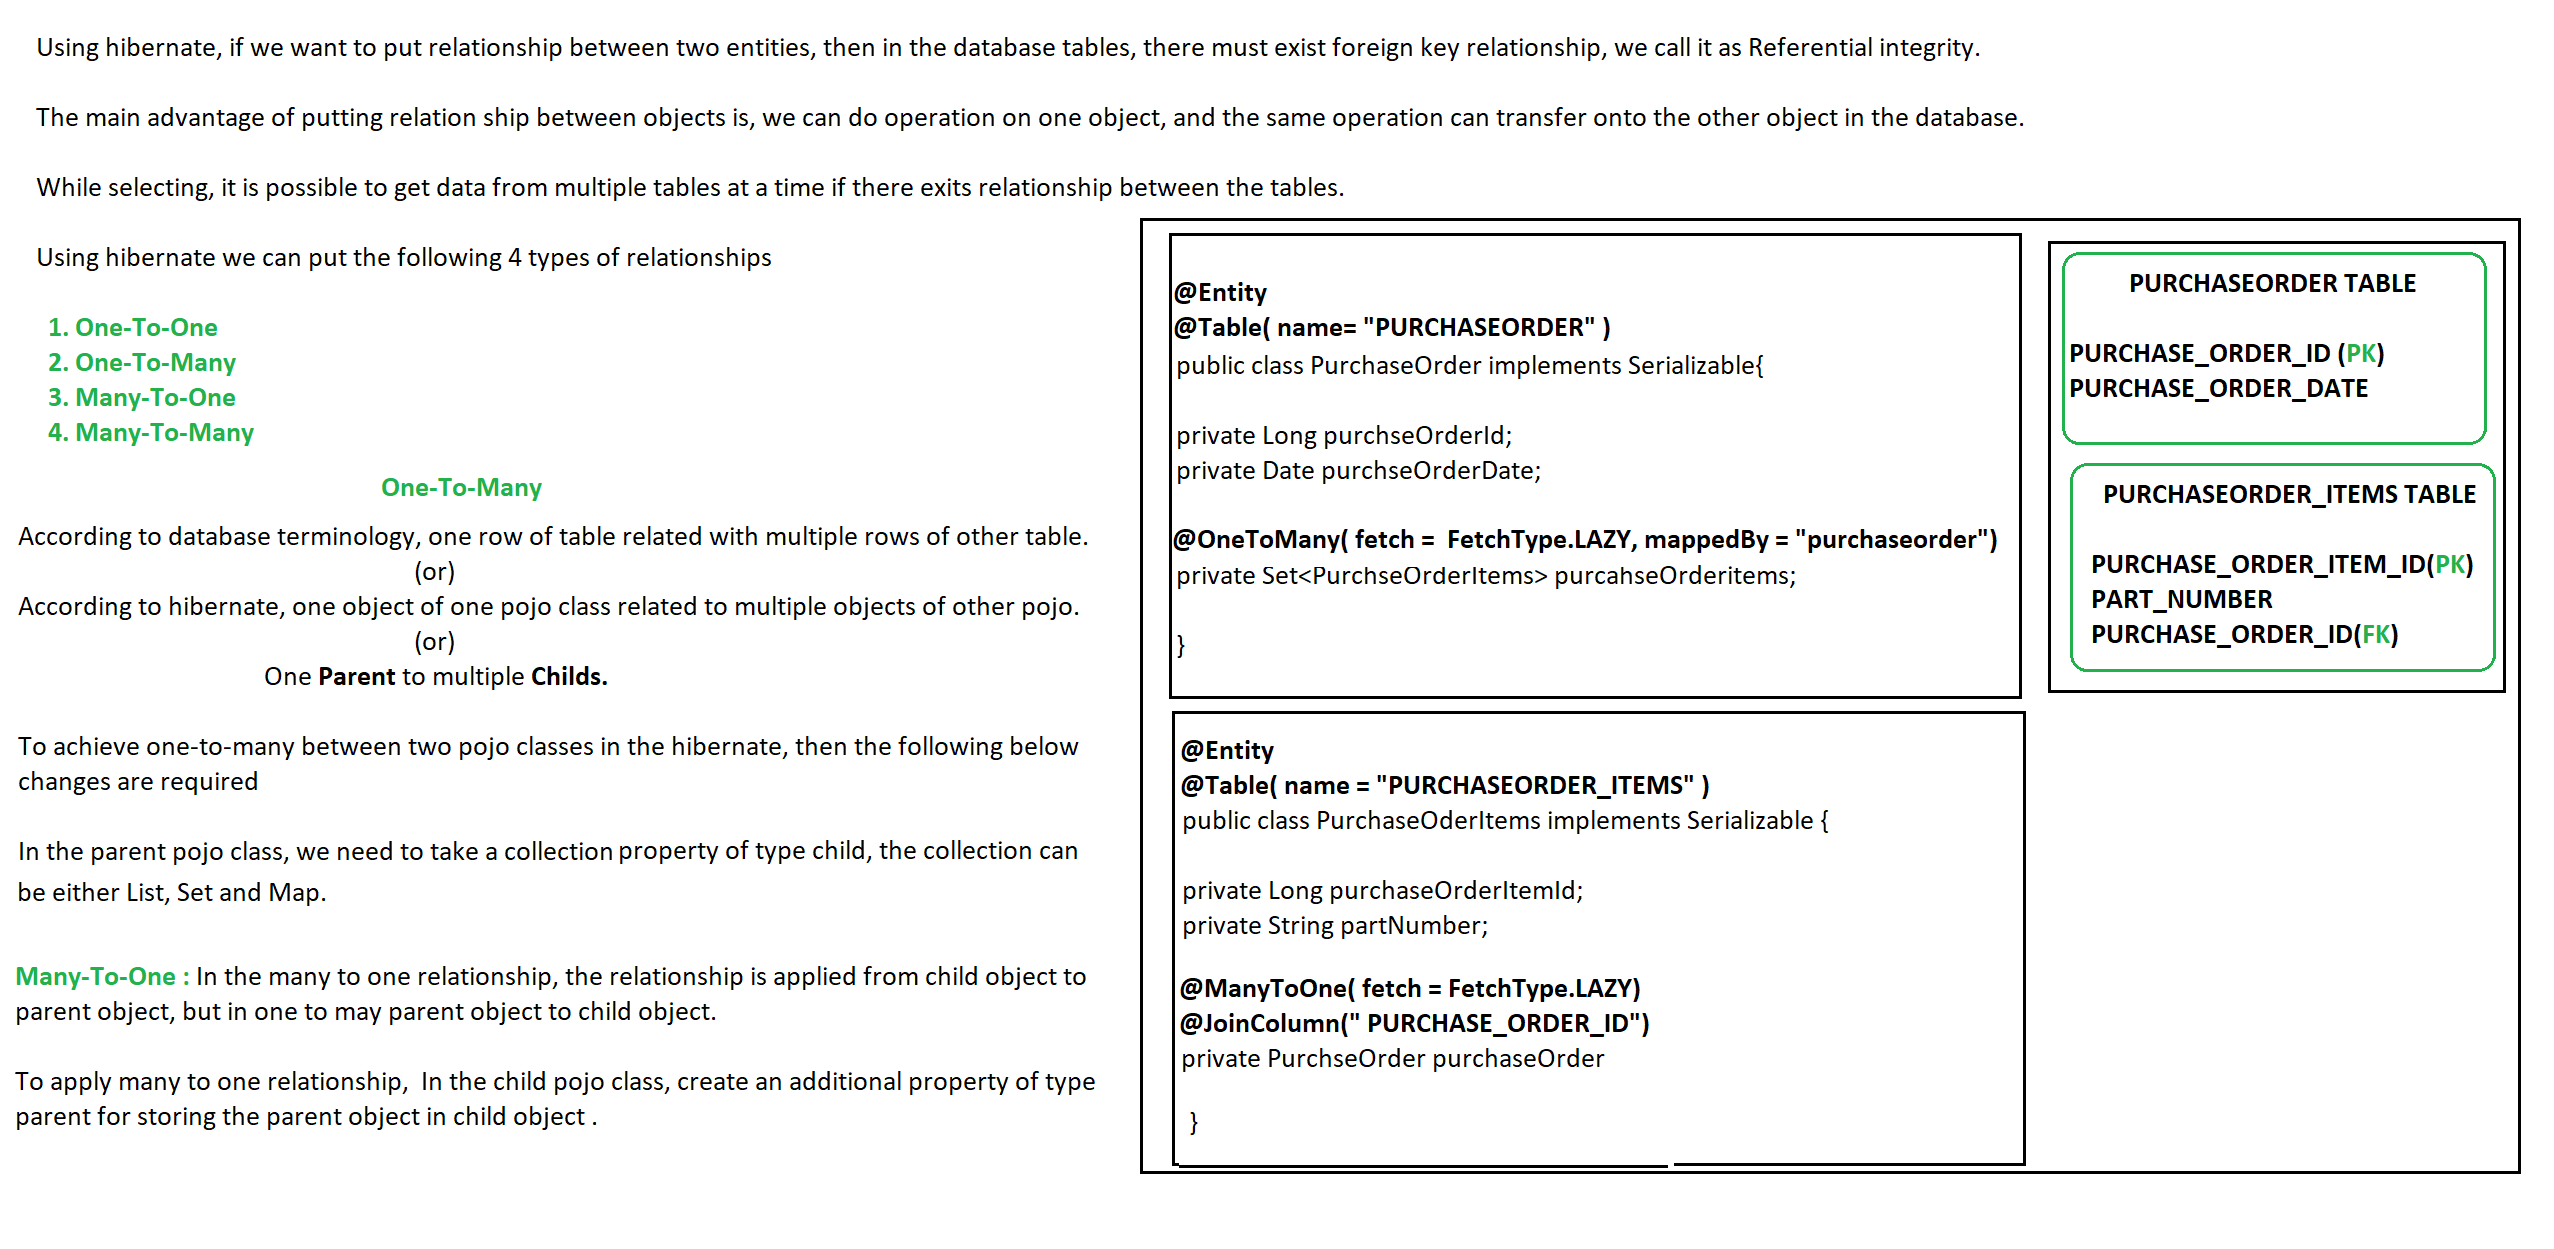 Using hibernate, if we want to put relationship between two entities, then in the database tables, there must exist foreign key relationship, we call it as Referential integrity.
The main advantage of putting relation ship between objects is, we can do operation on one object, and the same operation can transfer onto the other object in the database.
While selecting, it is possible to get data from multiple tables at a time if there exits relationship between the tables.
Using hibernate we can put the following 4 types of relationships
1. One-To-One
2. One-To-Many
3. Many-To-One
4. Many-To-Many
One-To-Many
According to database terminology, one row of table related with multiple rows of other table.
(or)
According to hibernate, one object of one pojo class related to multiple objects of other pojo.
(or)
One Parent to multiple Childs.
To achieve one-to-many between two pojo classes in the hibernate, then the following below
changes are required
In the parent pojo class, we need to take a collection property of type child, the collection can
be either List, Set and Map.
Many-To-One : In the many to one relationship, the relationship is applied from child object to
parent object, but in one to may parent object to child object.
To apply many to one relationship,  In the child pojo class, create an additional property of type
parent for storing the parent object in child object .
@Entity
@Table( name= "PURCHASEORDER" )
public class PurchaseOrder implements Serializable{
private Long purchseOrderId;
private Date purchseOrderDate;
@OneToMany( fetch =  FetchType.LAZY, mappedBy = "purchaseorder")
private Set<PurchseOrderItems> purcahseOrderitems;
}
@Entity
@Table( name = "PURCHASEORDER_ITEMS" )
public class PurchaseOderItems implements Serializable {
private Long purchaseOrderItemId;
private String partNumber;
@ManyToOne( fetch = FetchType.LAZY)
@JoinColumn(" PURCHASE_ORDER_ID")
private PurchseOrder purchaseOrder
}
PURCHASEORDER TABLE
PURCHASE_ORDER_ID (PK)
PURCHASE_ORDER_DATE
PURCHASEORDER_ITEMS TABLE
PURCHASE_ORDER_ITEM_ID(PK)
PART_NUMBER
PURCHASE_ORDER_ID(FK)